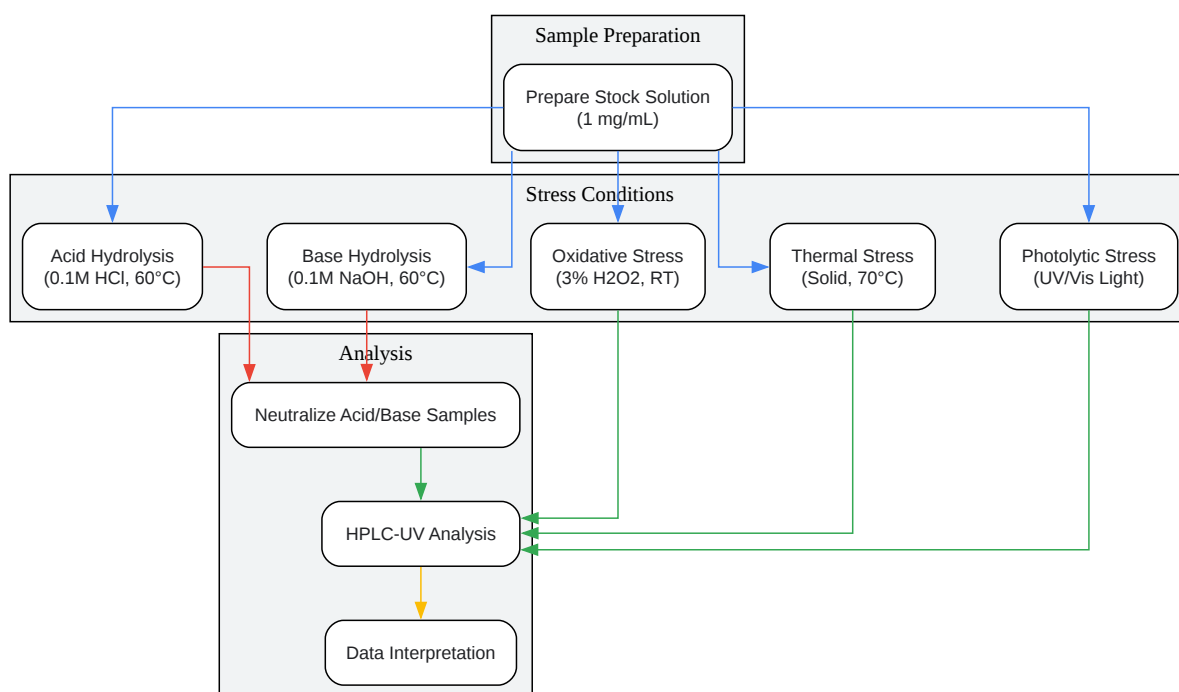 Sample Preparation
Prepare Stock Solution
(1 mg/mL)
Stress Conditions
Acid Hydrolysis
(0.1M HCl, 60°C)
Base Hydrolysis
(0.1M NaOH, 60°C)
Oxidative Stress
(3% H2O2, RT)
Thermal Stress
(Solid, 70°C)
Photolytic Stress
(UV/Vis Light)
Analysis
Neutralize Acid/Base Samples
HPLC-UV Analysis
Data Interpretation